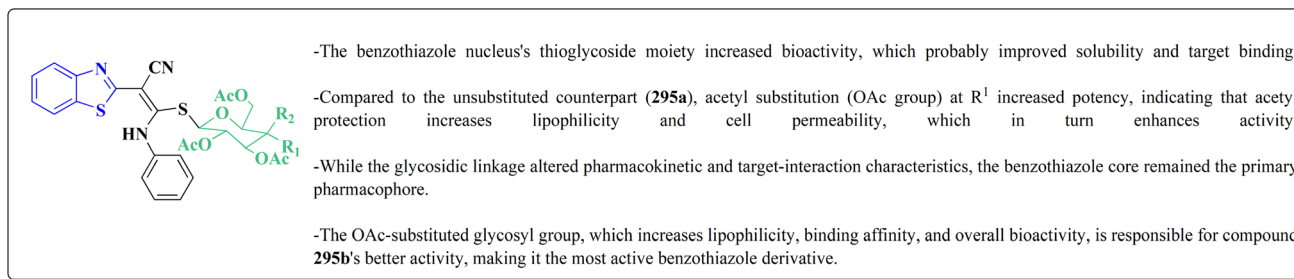 N
CN
S
S
HN
AcO
O
R2
R1
AcO
OAc
-The benzothiazole nucleus's thioglycoside moiety increased bioactivity, which probably improved solubility and target binding
-Compared to the unsubstituted counterpart (295a), acetyl substitution (OAc group) at R1 increased potency, indicating that acetyl
protection increases lipophilicity and cell permeability, which in turn enhances activity
-While the glycosidic linkage altered pharmacokinetic and target-interaction characteristics, the benzothiazole core remained the primary
pharmacophore.
-The OAc-substituted glycosyl group, which increases lipophilicity, binding affinity, and overall bioactivity, is responsible for compound
295b's better activity, making it the most active benzothiazole derivative.